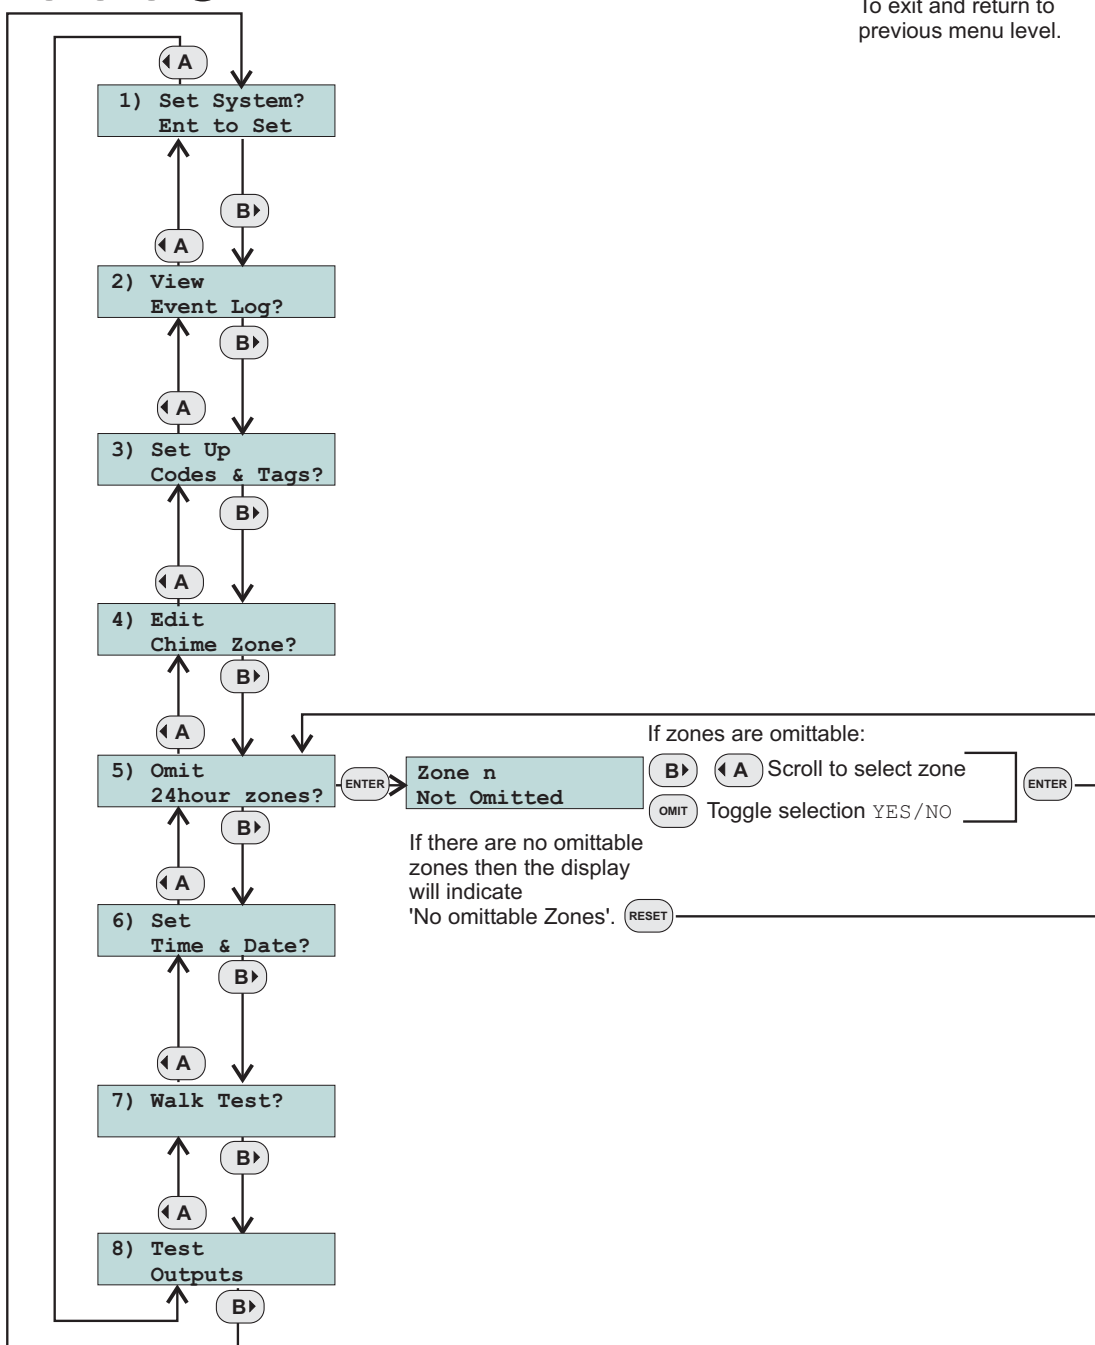 To exit and return to
previous menu level.
A
1) Set System?
Ent to Set
B
A
2) View
Event Log?
B
A
3) Set Up
Codes & Tags?
B
A
4) Edit
Chime Zone?
B
A
If zones are omittable:
5) Omit
24hour zones?
ENTER
Zone n
Not Omitted
B A Scroll to select zone
OMIT Toggle selection YES/NO
ENTER
B
If there are no omittable
zones then the display
will indicate
'No omittable Zones'. RESET
A
6) Set
Time & Date?
B
A
7) Walk Test?
B
A
8) Test
Outputs
B